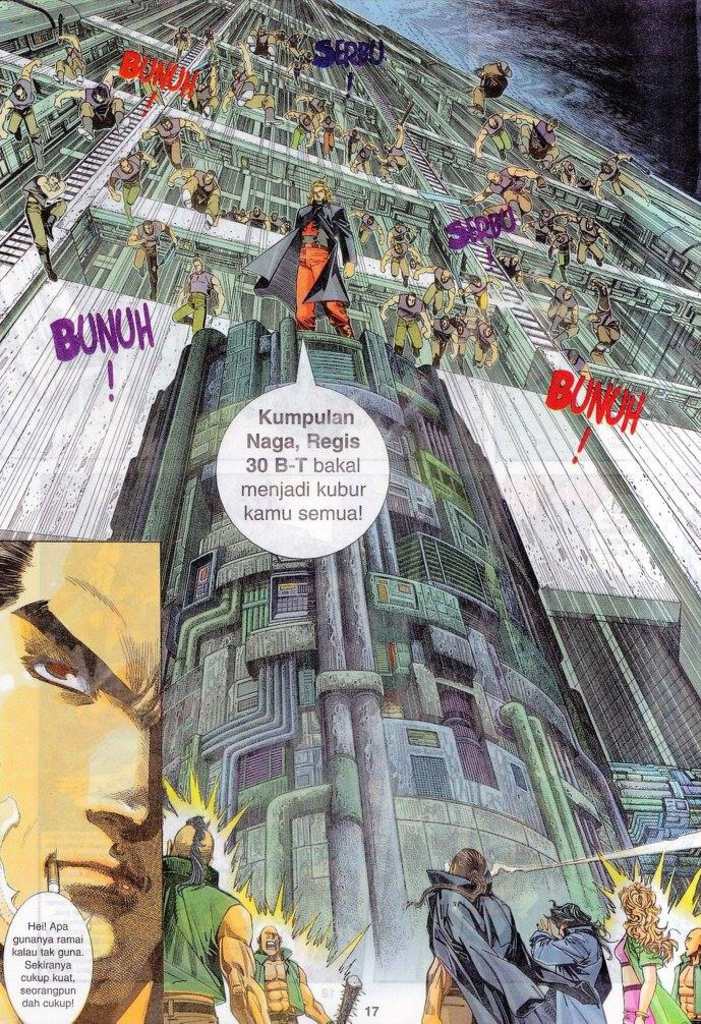 SERBU!
BUNUH!
SERBU!
BUNUH!
BUNUH!
Kumpulan
Naga, Regis
30 B-T bakal
menjadi kubur
kamu semua!
Hei! Apa
gunanya ramai
kalau tak guna.
Sekiranya
cukup kuat,
seorangpun
dah cukup!
17